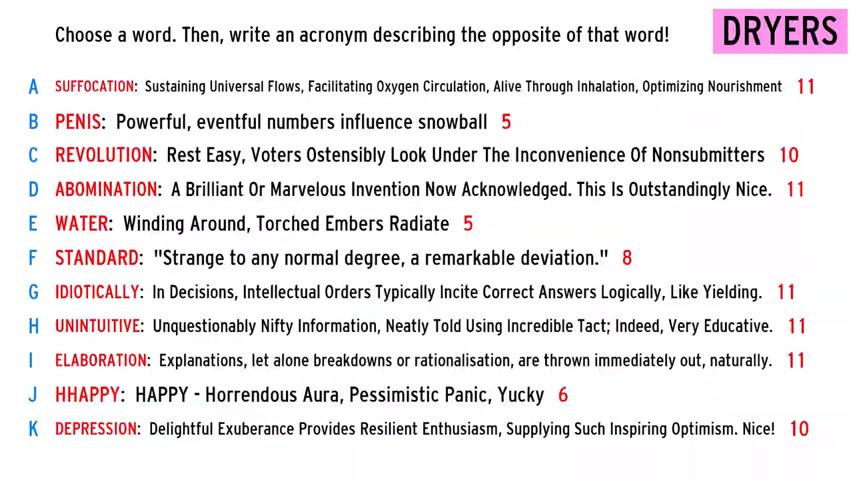 Choose a word. Then, write an acronym describing the opposite of that word!
DRYERS
A SUFFOCATION: Sustaining Universal Flows, Facilitating Oxygen Circulation, Alive Through Inhalation, Optimizing Nourishment 11
B PENIS: Powerful, eventful numbers influence snowball 5
C REVOLUTION: Rest Easy, Voters Ostensibly Look Under The Inconvenience Of Nonsubmitters 10
D ABOMINATION: A Brilliant Or Marvelous Invention Now Acknowledged. This Is Outstandingly Nice. 11
E WATER: Winding Around, Torched Embers Radiate 5
F STANDARD: "Strange to any normal degree, a remarkable deviation." 8
G IDIOTICALLY: In Decisions, Intellectual Orders Typically Incite Correct Answers Logically, Like Yielding. 11
H UNINTUITIVE: Unquestionably Nifty Information, Neatly Told Using Incredible Tact; Indeed, Very Educative. 11
I ELABORATION: Explanations, let alone breakdowns or rationalisation, are thrown immediately out, naturally. 11
J HHAPPY: HAPPY - Horrendous Aura, Pessimistic Panic, Yucky 6
K DEPRESSION: Delightful Exuberance Provides Resilient Enthusiasm, Supplying Such Inspiring Optimism. Nice! 10